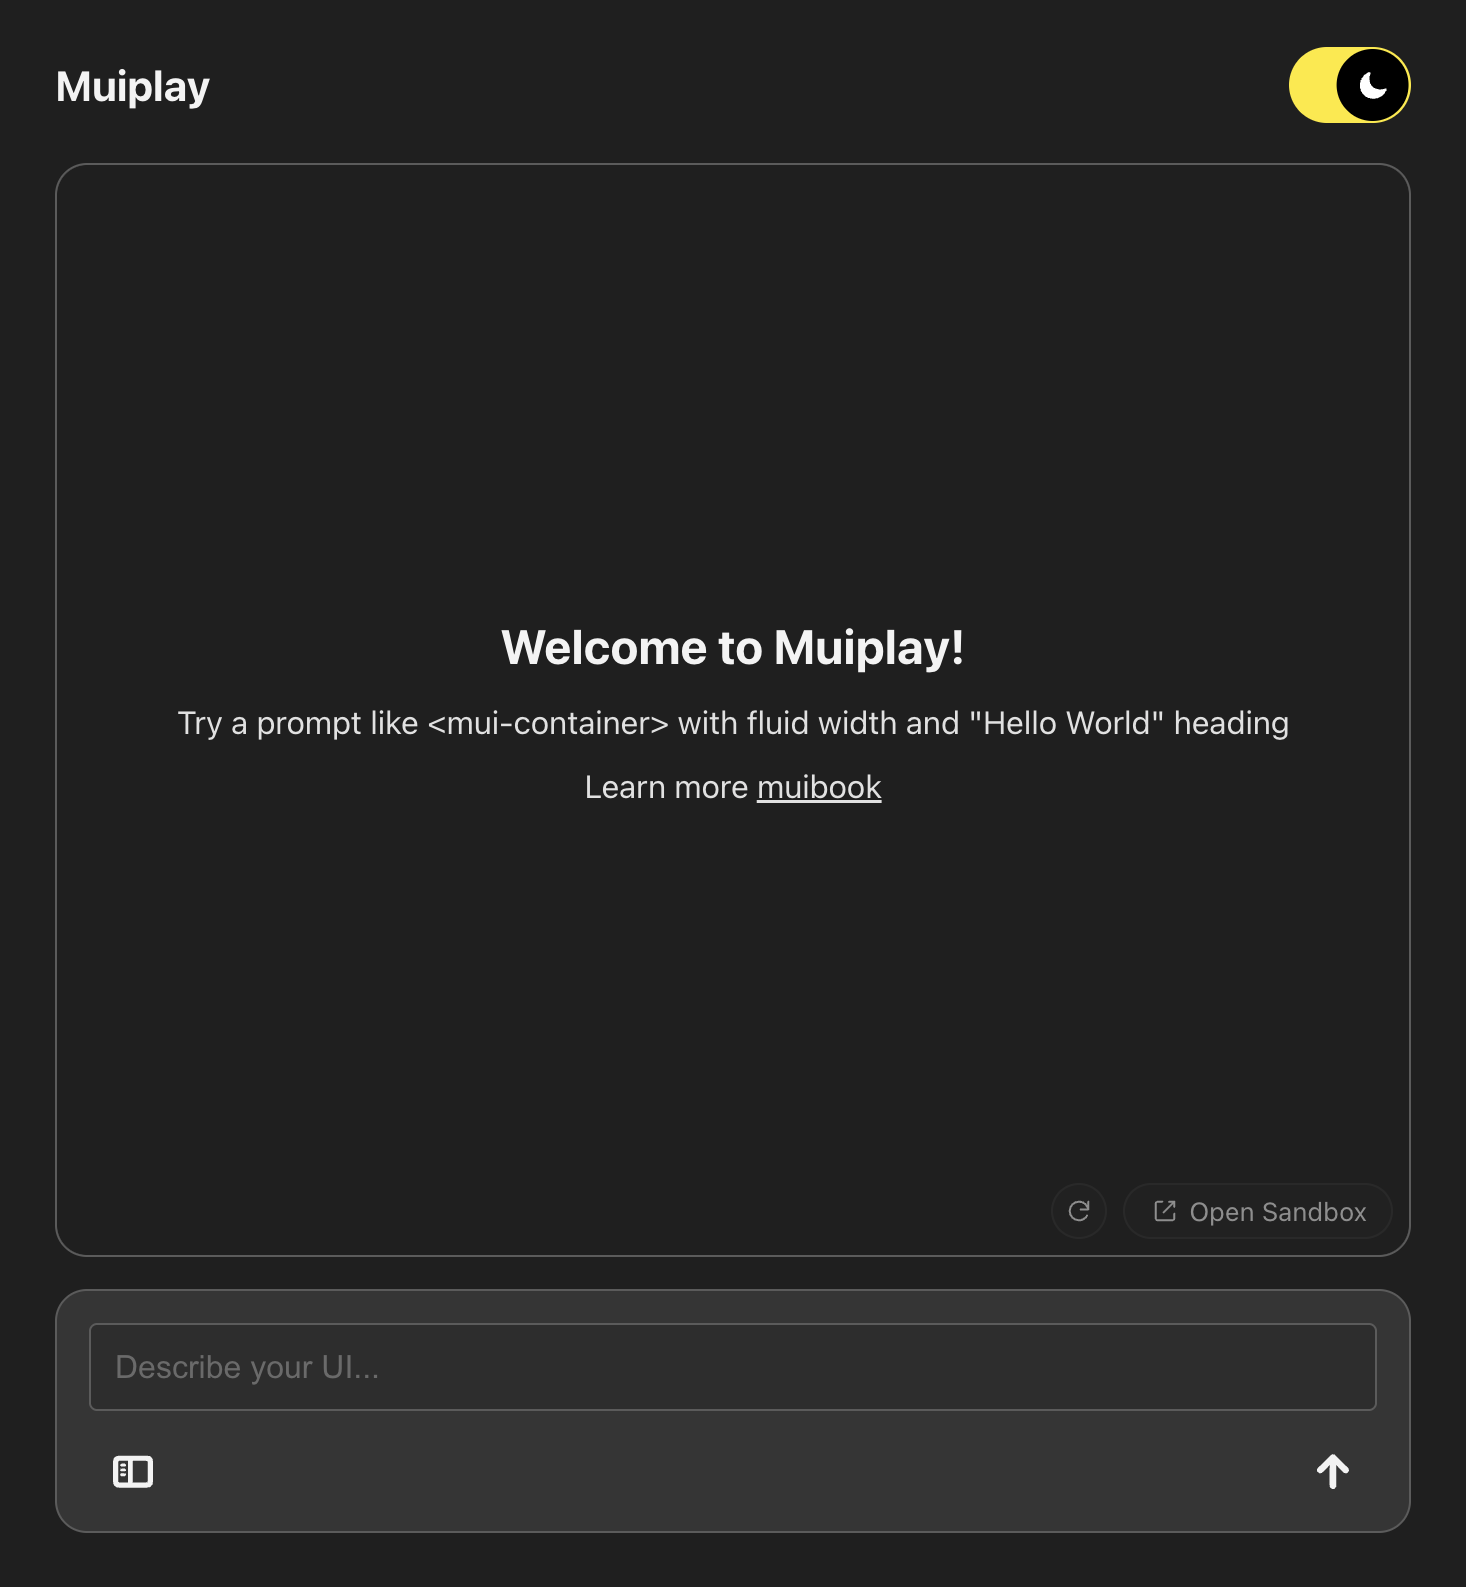 Muiplay
Welcome to Muiplay!
Try a prompt like <mui-container> with fluid width and "Hello World" heading
Learn more muibook
Open Sandbox
Describe your UI...